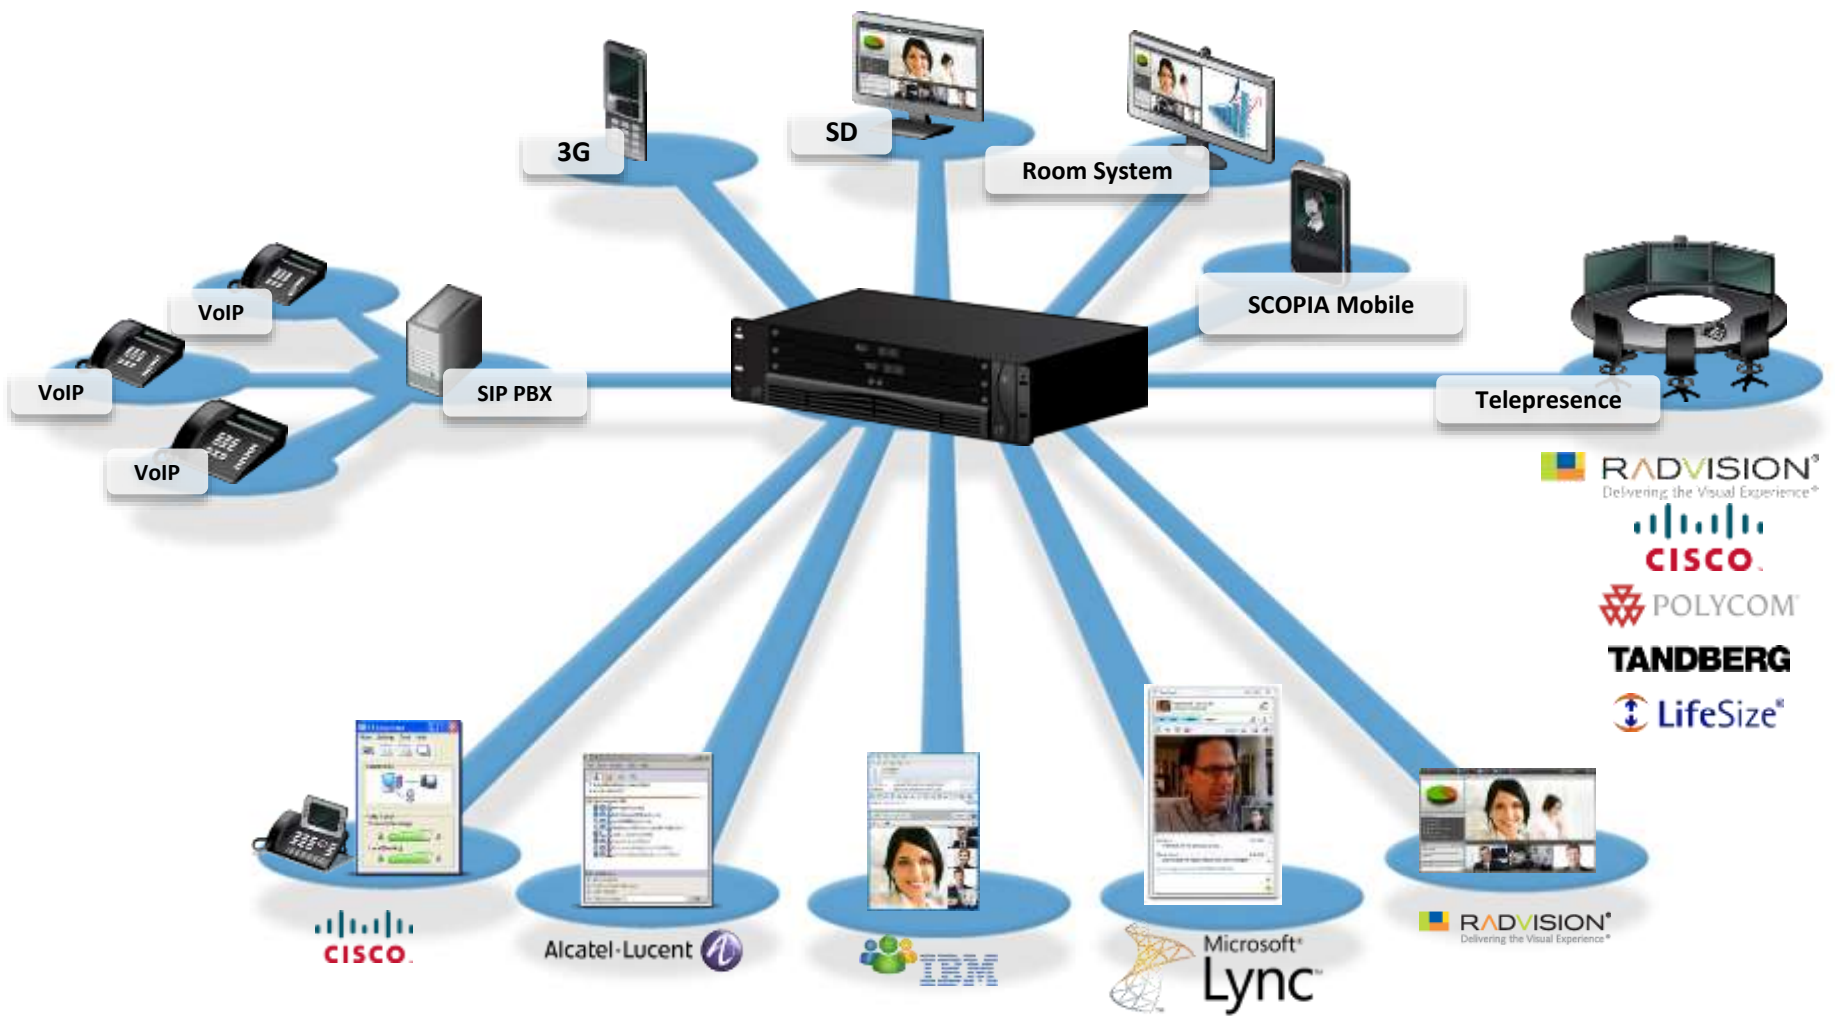 3G
SD
Room System
SCOPIA Mobile
VoIP
VoIP
VoIP
SIP PBX
Telepresence
RADVISION®
Delivering the Visual Experience®
CISCO
POLYCOM
TANDBERG
LifeSize®
CISCO
Alcatel·Lucent
IBM
Microsoft®
Lync™
RADVISION®
Delivering the Visual Experience®